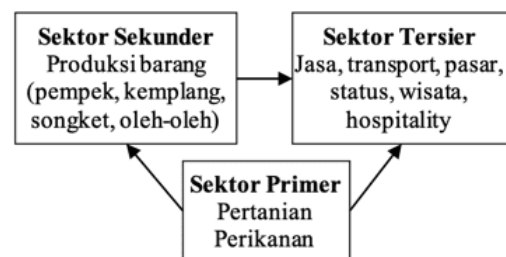 Sektor Sekunder
Produksi barang
(pempek, kemplang,
songket, oleh-oleh)
Sektor Tersier
Jasa, transport, pasar,
status, wisata,
hospitality
Sektor Primer
Pertanian
Perikanan